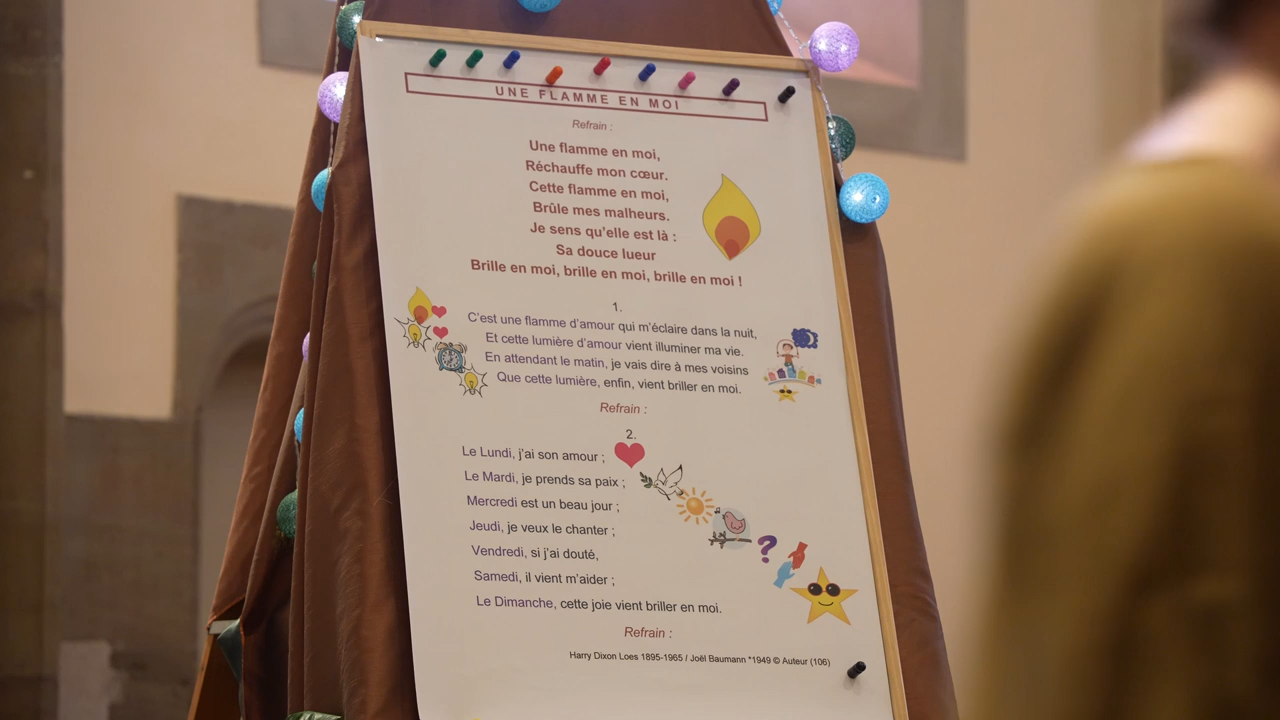 UNE FLAMME EN MOI
Refrain :
Une flamme en moi,
Réchauffe mon cœur.
Cette flamme en moi,
Brûle mes malheurs.
Je sens qu'elle est là :
Sa douce lueur
Brille en moi, brille en moi, brille en moi !
1.
C'est une flamme d'amour qui m'éclaire dans la nuit,
Et cette lumière d'amour vient illuminer ma vie.
En attendant le matin, je vais dire à mes voisins
Que cette lumière, enfin, vient briller en moi.
Refrain :
2.
Le Lundi, j'ai son amour ;
Le Mardi, je prends sa paix ;
Mercredi est un beau jour ;
Jeudi, je veux le chanter ;
Vendredi, si j'ai douté,
Samedi, il vient m'aider ;
Le Dimanche, cette joie vient briller en moi.
?
Refrain :
Harry Dixon Loes 1895-1965 / Joël Baumann *1949 © Auteur (106)